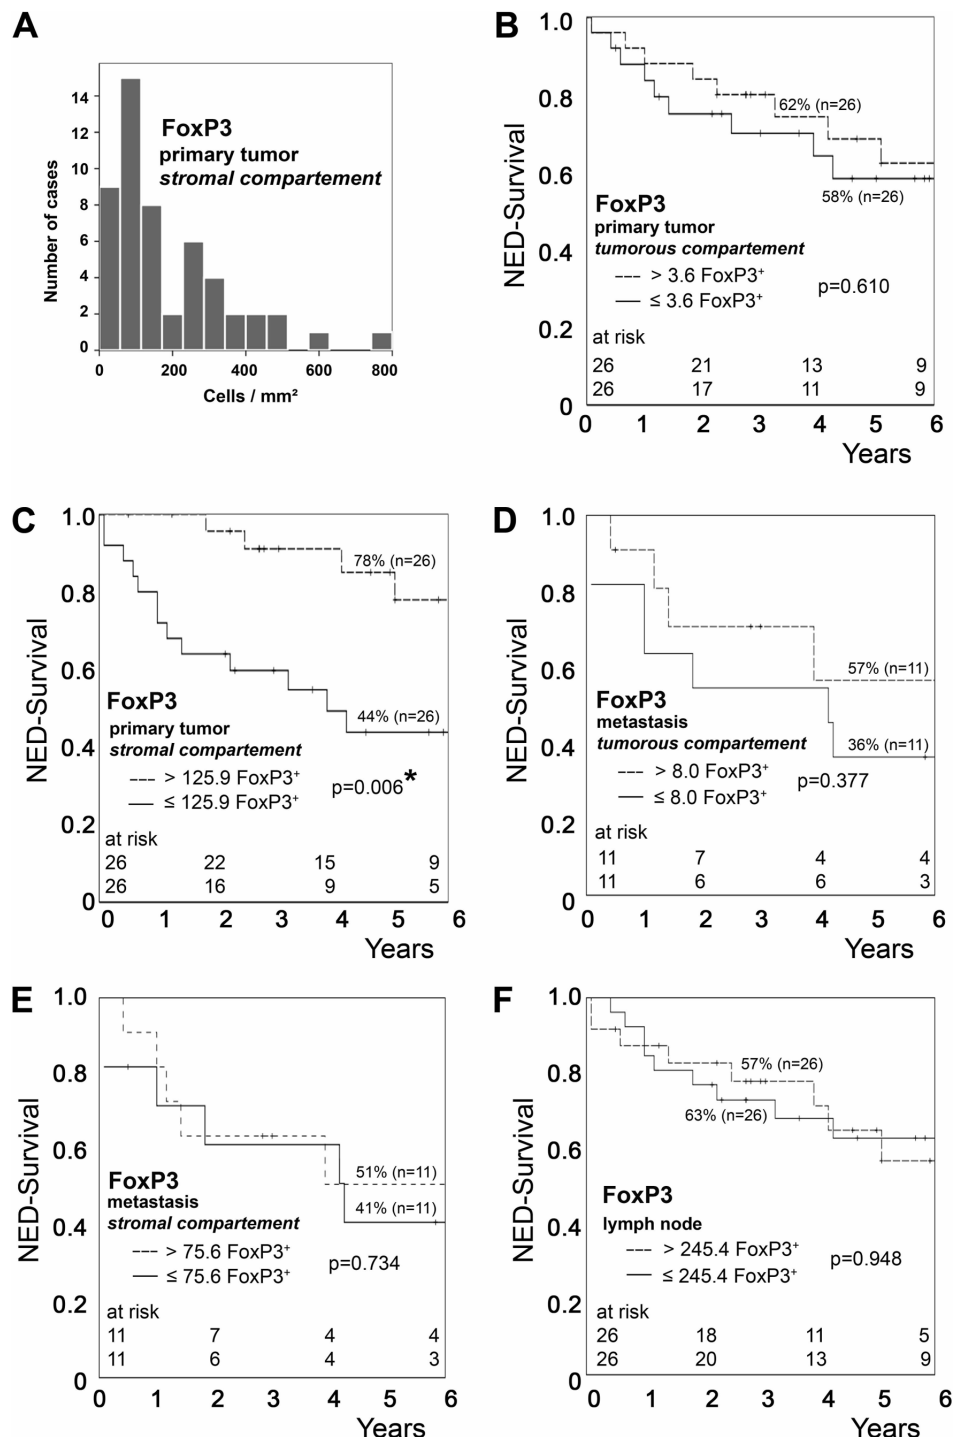 A
14
12
10
8
6
4
2
0
Number of cases
FoxP3
primary tumor
stromal compartement
0 200 400 600 800
Cells / mm²
B
1.0
0.8
0.6
0.4
0.2
0
NED-Survival
62% (n=26)
58% (n=26)
FoxP3
primary tumor
tumorous compartement
> 3.6 FoxP3+
≤ 3.6 FoxP3+
p=0.610
at risk
26 21 13 9
26 17 11 9
0 1 2 3 4 5 6
Years
C
1.0
0.8
0.6
0.4
0.2
0
NED-Survival
78% (n=26)
44% (n=26)
FoxP3
primary tumor
stromal compartement
> 125.9 FoxP3+
≤ 125.9 FoxP3+
p=0.006*
at risk
26 22 15 9
26 16 9 5
0 1 2 3 4 5 6
Years
D
1.0
0.8
0.6
0.4
0.2
0
NED-Survival
57% (n=11)
36% (n=11)
FoxP3
metastasis
tumorous compartement
> 8.0 FoxP3+
≤ 8.0 FoxP3+
p=0.377
at risk
11 7 4 4
11 6 6 3
0 1 2 3 4 5 6
Years
E
1.0
0.8
0.6
0.4
0.2
0
NED-Survival
51% (n=11)
41% (n=11)
FoxP3
metastasis
stromal compartement
> 75.6 FoxP3+
≤ 75.6 FoxP3+
p=0.734
at risk
11 7 4 4
11 6 4 3
0 1 2 3 4 5 6
Years
F
1.0
0.8
0.6
0.4
0.2
0
NED-Survival
57% (n=26)
63% (n=26)
FoxP3
lymph node
> 245.4 FoxP3+
≤ 245.4 FoxP3+
p=0.948
at risk
26 18 11 5
26 20 13 9
0 1 2 3 4 5 6
Years